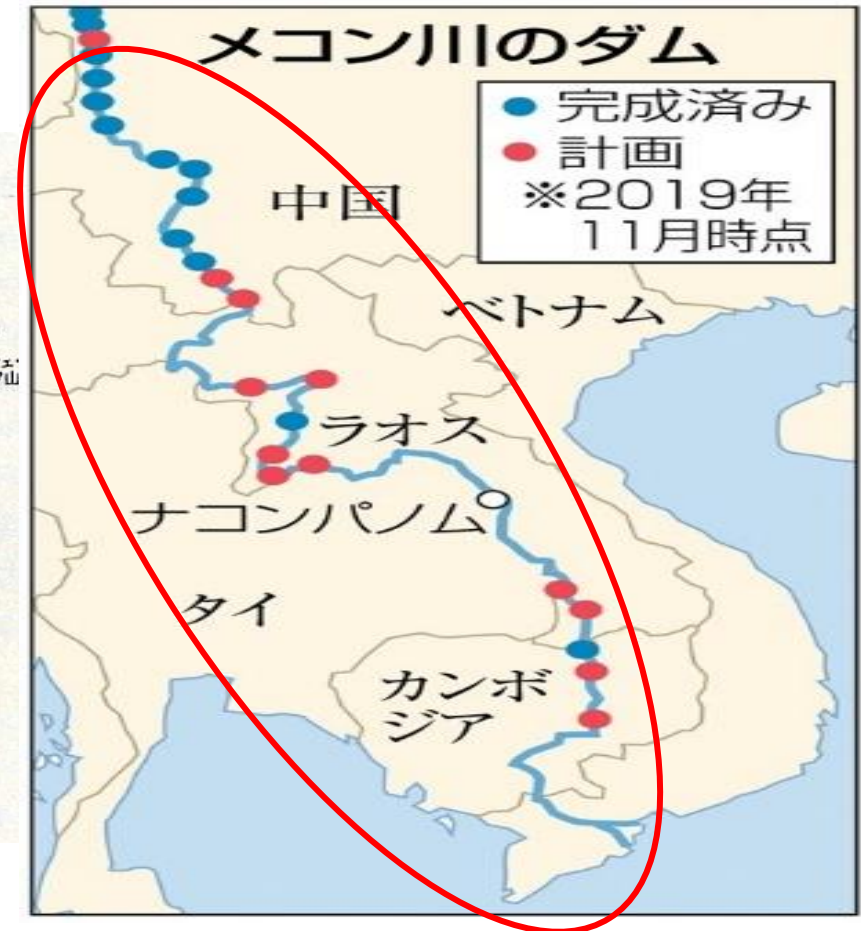 メコン川のダム
完成済み
計画
※2019年
11月時点
中国
ベトナム
ラオス
ナコンパノム
タイ
カンボ
ジア